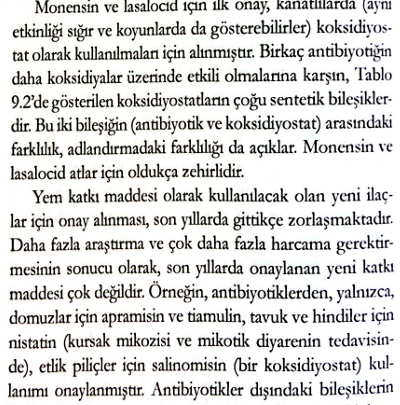 Monensin ve lasalocid için ilk onay, kanatlılarda (aynı
etkinliği sığır ve koyunlarda da gösterebilirler) koksidiyos-
tat olarak kullanılmaları için alınmıştır. Birkaç antibiyotiğin
daha koksidiyalar üzerinde etkili olmalarına karşın, Tablo
9.2'de gösterilen koksidiyostatların çoğu sentetik bileşikler-
dir. Bu iki bileşiğin (antibiyotik ve koksidiyostat) arasındaki
farklılık, adlandırmadaki farklılığı da açıklar. Monensin ve
lasalocid atlar için oldukça zehirlidir.
Yem katkı maddesi olarak kullanılacak olan yeni ilaç-
lar için onay alınması, son yıllarda gittikçe zorlaşmaktadır.
Daha fazla araştırma ve çok daha fazla harcama gerektir-
mesinin sonucu olarak, son yıllarda onaylanan yeni katkı
maddesi çok değildir. Örneğin, antibiyotiklerden, yalnızca,
domuzlar için apramisin ve tiamulin, tavuk ve hindiler için
nistatin (kursak mikozisi ve mikotik diyarenin tedavisin-
de), etlik piliçler için salinomisin (bir koksidiyostat) kul-
lanımı onaylanmıştır. Antibiyotikler dışındaki bileşiklerin